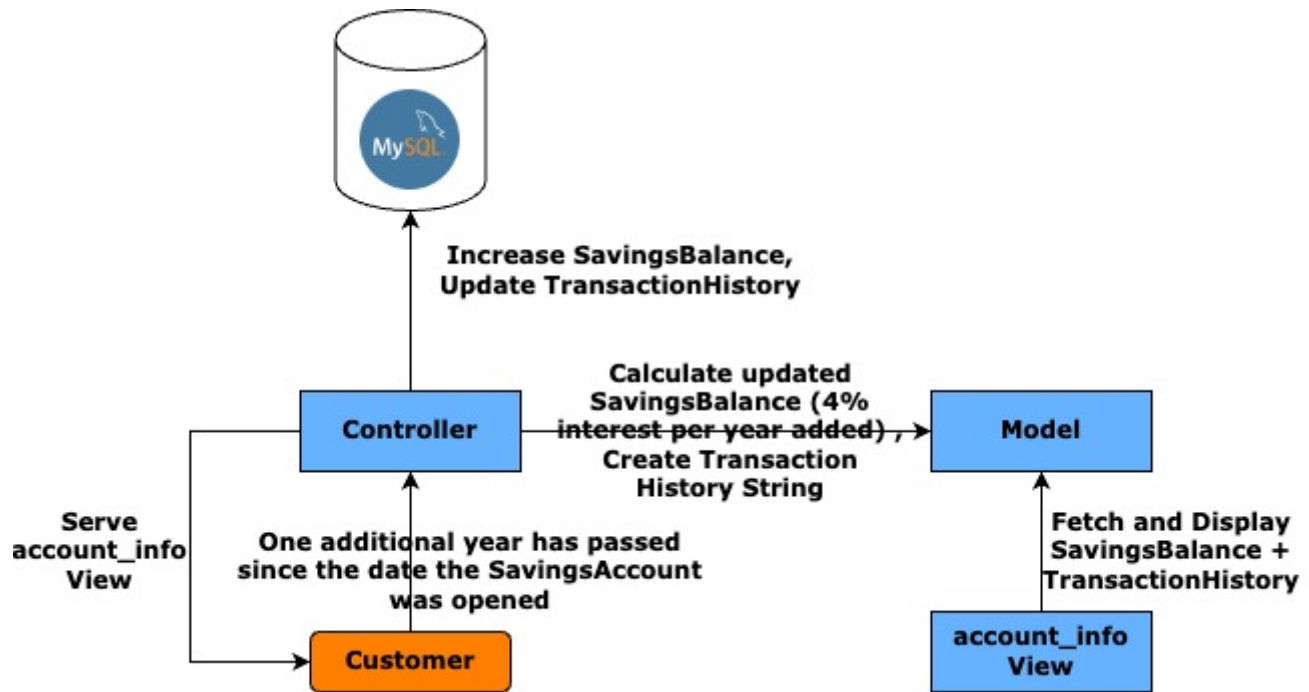 MySQL
Increase SavingsBalance,
Update TransactionHistory
Calculate updated
SavingsBalance (4%
interest per year added) ,
Create Transaction
History String
Controller
Model
Serve
account_info
View
One additional year has passed
since the date the SavingsAccount
was opened
Fetch and Display
SavingsBalance +
TransactionHistory
Customer
account_info
View